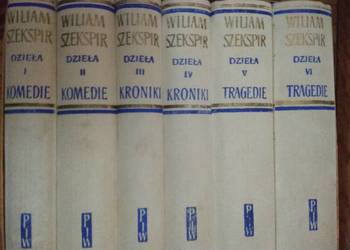 WILIAM
SZEKSPIR
DZIEŁA
I
KOMEDIE
PIW
WILIAM
SZEKSPIR
DZIEŁA
II
KOMEDIE
PIW
WILIAM
SZEKSPIR
DZIEŁA
III
KRONIKI
PIW
WILIAM
SZEKSPIR
DZIEŁA
IV
KRONIKI
PIW
WILIAM
SZEKSPIR
DZIEŁA
V
TRAGEDIE
PIW
WILIAM
SZEKSPIR
DZIEŁA
VI
TRAGEDIE
PIW